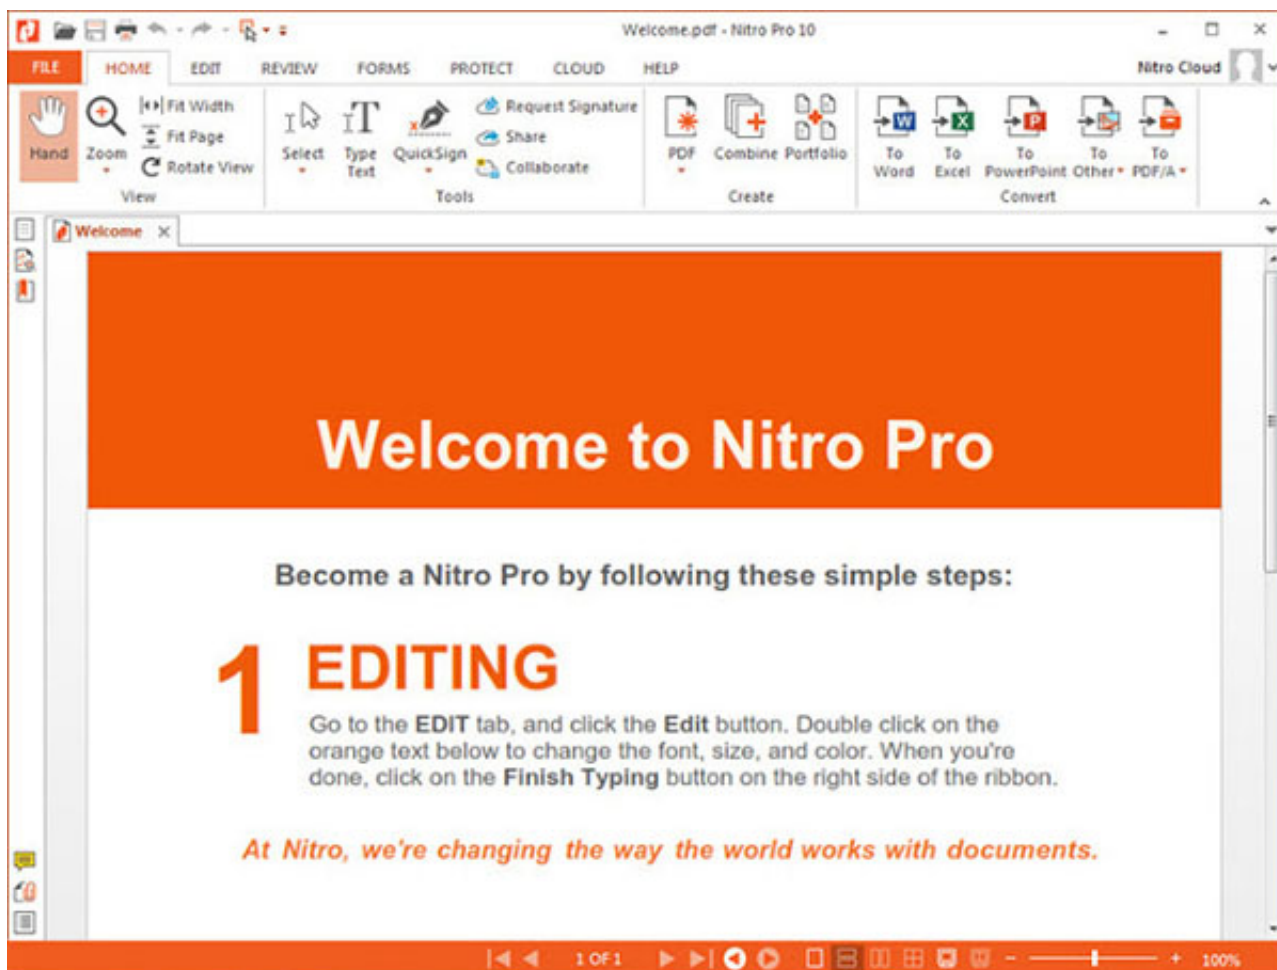 Welcome.pdf - Nitro Pro 10
FILE HOME EDIT REVIEW FORMS PROTECT CLOUD HELP Nitro Cloud
Hand
Zoom
Fit Width
Fit Page
Rotate View
View
Select
Type
Text
QuickSign
Request Signature
Share
Collaborate
Tools
PDF
Combine
Portfolio
Create
To
Word
To
Excel
To
PowerPoint
To
Other
To
PDF/A
Convert
Welcome
Welcome to Nitro Pro
Become a Nitro Pro by following these simple steps:
1 EDITING
Go to the EDIT tab, and click the Edit button. Double click on the
orange text below to change the font, size, and color. When you're
done, click on the Finish Typing button on the right side of the ribbon.
At Nitro, we're changing the way the world works with documents.
1 OF 1
100%